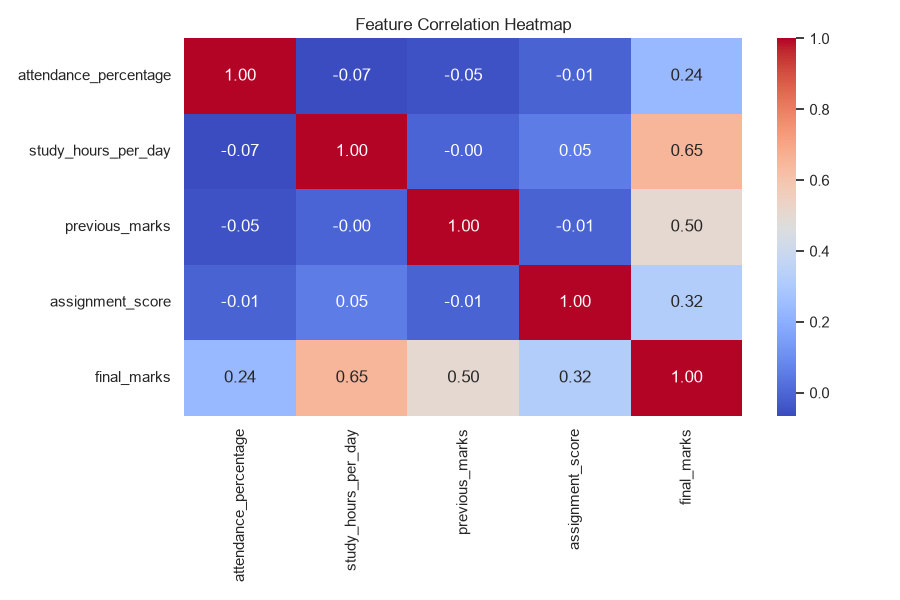 Feature Correlation Heatmap
attendance_percentage 1.00 -0.07 -0.05 -0.01 0.24
study_hours_per_day -0.07 1.00 -0.00 0.05 0.65
previous_marks -0.05 -0.00 1.00 -0.01 0.50
assignment_score -0.01 0.05 -0.01 1.00 0.32
final_marks 0.24 0.65 0.50 0.32 1.00
attendance_percentage
study_hours_per_day
previous_marks
assignment_score
final_marks
1.0
0.8
0.6
0.4
0.2
0.0